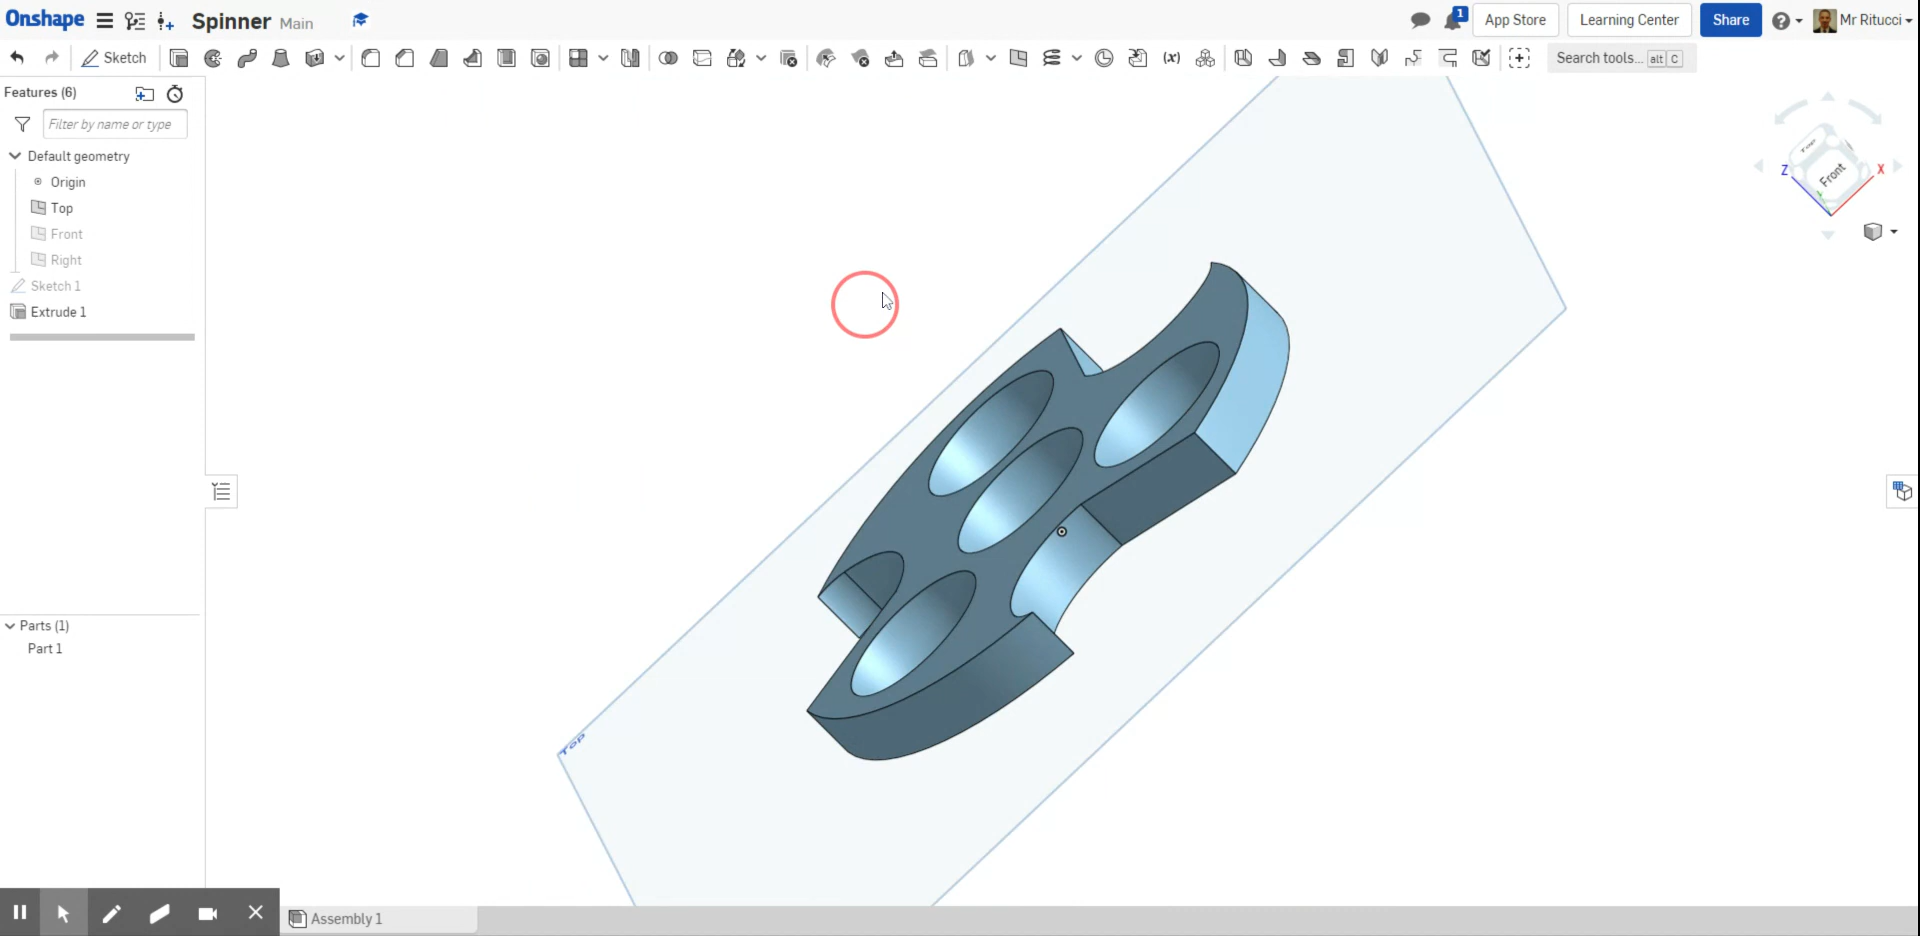 Onshape Spinner Main 1 App Store Learning Center Share Mr Ritucci
Sketch Search tools... alt C
Features (6)
Filter by name or type
Default geometry
Origin
Top
Front
Right
Sketch 1
Extrude 1
Parts (1)
Part 1
Top
Front
Z
X
Top
Assembly 1